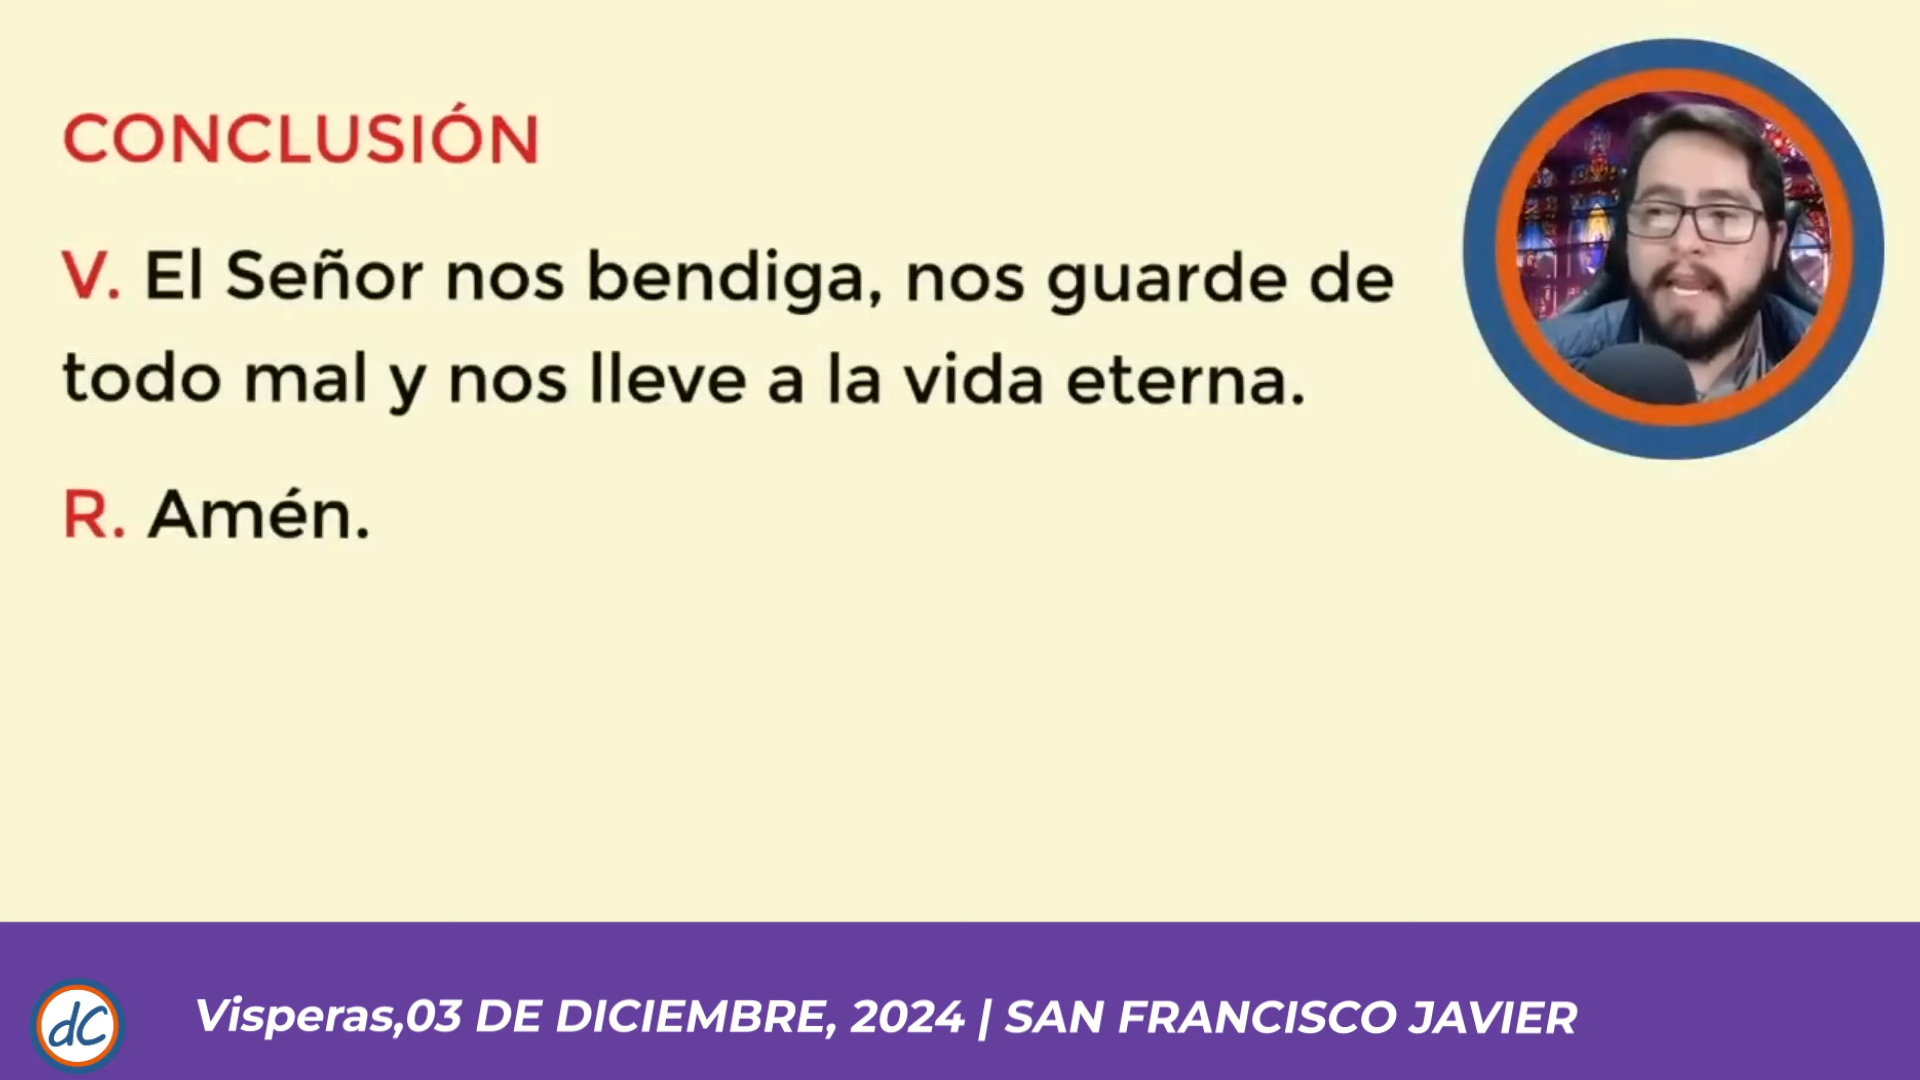 CONCLUSIÓN
V. El Señor nos bendiga, nos guarde de
todo mal y nos lleve a la vida eterna.
R. Amén.
dC
Visperas,03 DE DICIEMBRE, 2024 | SAN FRANCISCO JAVIER